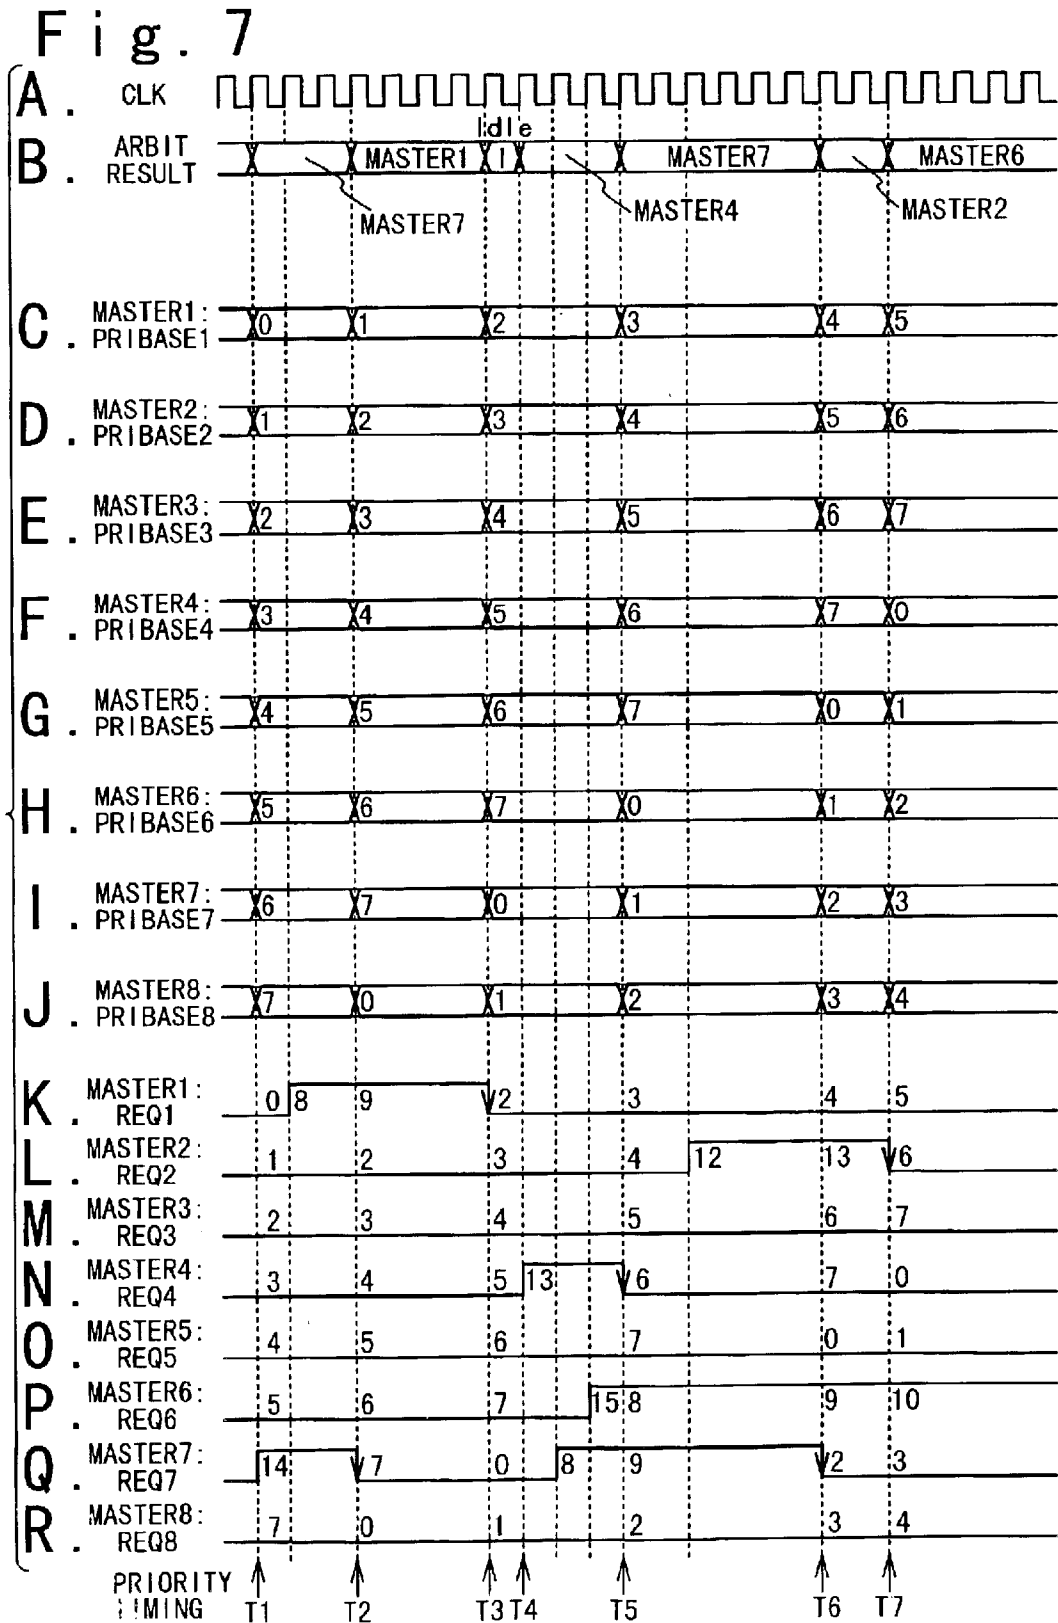 Fig. 7
A. CLK
Idle
B. ARBIT RESULT MASTER1 I MASTER7 MASTER6
MASTER7 MASTER4 MASTER2
C. MASTER1: PRIBASE1 0 1 2 3 4 5
D. MASTER2: PRIBASE2 1 2 3 4 5 6
E. MASTER3: PRIBASE3 2 3 4 5 6 7
F. MASTER4: PRIBASE4 3 4 5 6 7 0
G. MASTER5: PRIBASE5 4 5 6 7 0 1
H. MASTER6: PRIBASE6 5 6 7 0 1 2
I. MASTER7: PRIBASE7 6 7 0 1 2 3
J. MASTER8: PRIBASE8 7 0 1 2 3 4
K. MASTER1: REQ1 0 8 9 2 3 4 5
L. MASTER2: REQ2 1 2 3 4 12 13 6
M. MASTER3: REQ3 2 3 4 5 6 7
N. MASTER4: REQ4 3 4 5 13 6 7 0
O. MASTER5: REQ5 4 5 6 7 0 1
P. MASTER6: REQ6 5 6 7 15 8 9 10
Q. MASTER7: REQ7 14 7 0 8 9 2 3
R. MASTER8: REQ8 7 0 1 2 3 4
PRIORITY
TIMING T1 T2 T3 T4 T5 T6 T7